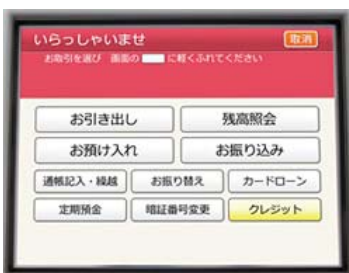 いらっしゃいませ 取消
お取引を選び 画面の に軽くふれてください
お引き出し 残高照会
お預け入れ お振り込み
通帳記入・繰越 お振り替え カードローン
定期預金 暗証番号変更 クレジット